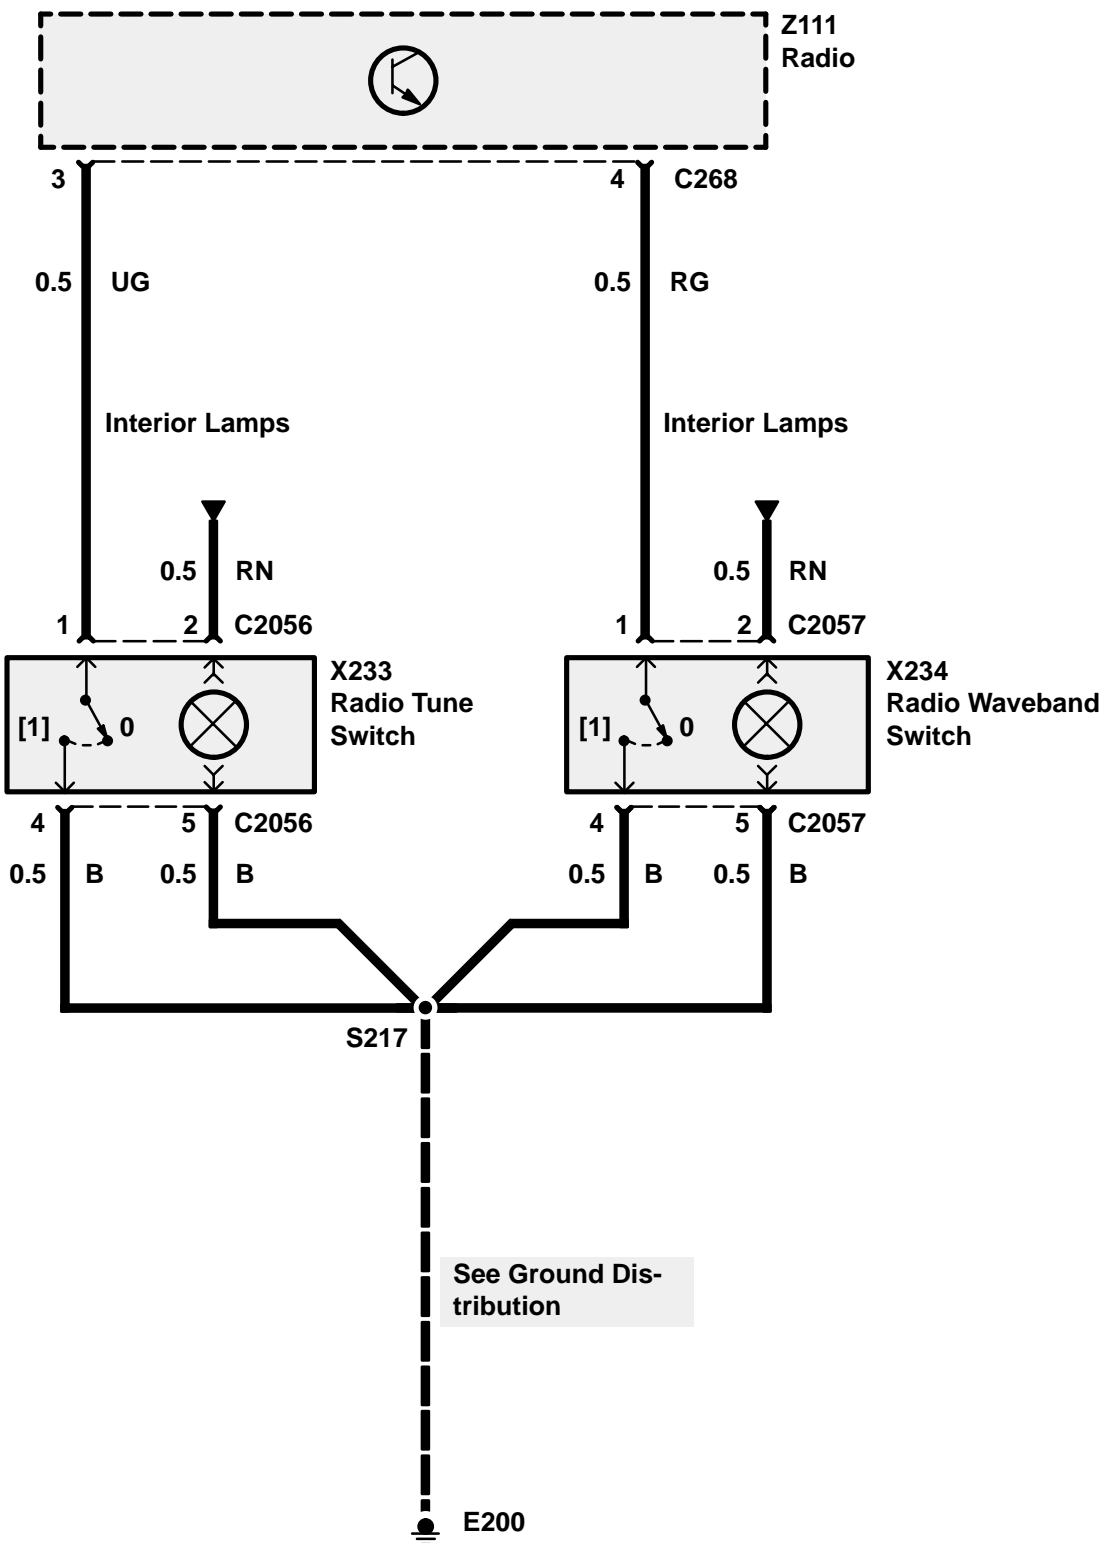 Z111
Radio
3
4
C268
0.5
UG
0.5
RG
Interior Lamps
Interior Lamps
0.5
RN
0.5
RN
1
2
C2056
1
2
C2057
X233
Radio Tune
Switch
[1]
0
X234
Radio Waveband
Switch
[1]
0
4
5
C2056
4
5
C2057
0.5
B
0.5
B
0.5
B
0.5
B
S217
See Ground Dis-
tribution
E200